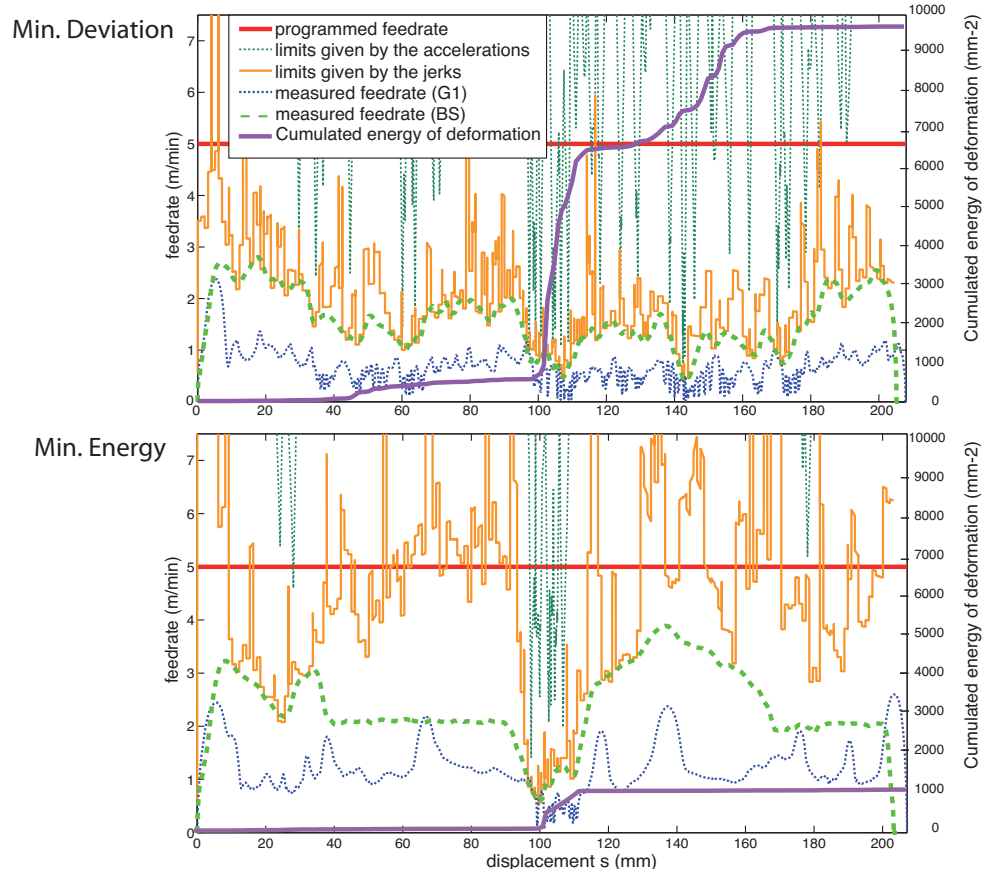 Min. Deviation
programmed feedrate
limits given by the accelerations
limits given by the jerks
measured feedrate (G1)
measured feedrate (BS)
Cumulated energy of deformation
feedrate (m/min)
7
6
5
4
3
2
1
0
0 20 40 60 80 100 120 140 160 180 200
10000
9000
8000
7000
6000
5000
4000
3000
2000
1000
0
Cumulated energy of deformation (mm-2)
Min. Energy
feedrate (m/min)
7
6
5
4
3
2
1
0
0 20 40 60 80 100 120 140 160 180 200
displacement s (mm)
10000
9000
8000
7000
6000
5000
4000
3000
2000
1000
0
Cumulated energy of deformation (mm-2)